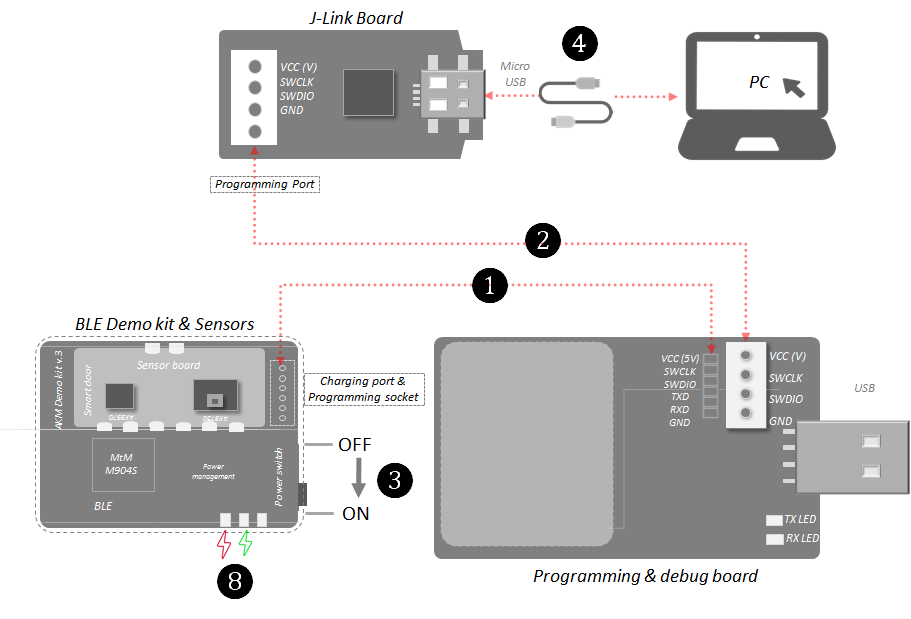 J-Link Board
VCC (V)
SWCLK
SWDIO
GND
Micro
USB
4
PC
Programming Port
2
1
BLE Demo kit & Sensors
AKM Demo kit v.3
Smart door
Sensor board
AK9970
AK9750
Charging port &
Programming socket
MtM
M904S
BLE
Power
management
Power switch
OFF
3
ON
8
VCC (5V)
SWCLK
SWDIO
TXD
RXD
GND
VCC (V)
SWCLK
SWDIO
GND
USB
TX LED
RX LED
Programming & debug board